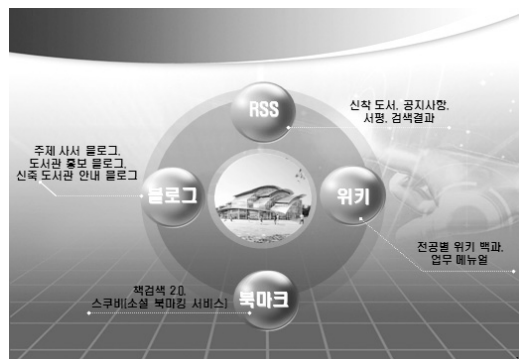 RSS
신착 도서, 공지사항,
서평, 검색결과
주제 사서 블로그,
도서관 홍보 블로그,
신축 도서관 안내 블로그
블로그
위키
전공별 위키 백과,
업무 메뉴얼
책검색 2.0,
스쿠비(소셜 북마킹 서비스)
북마크